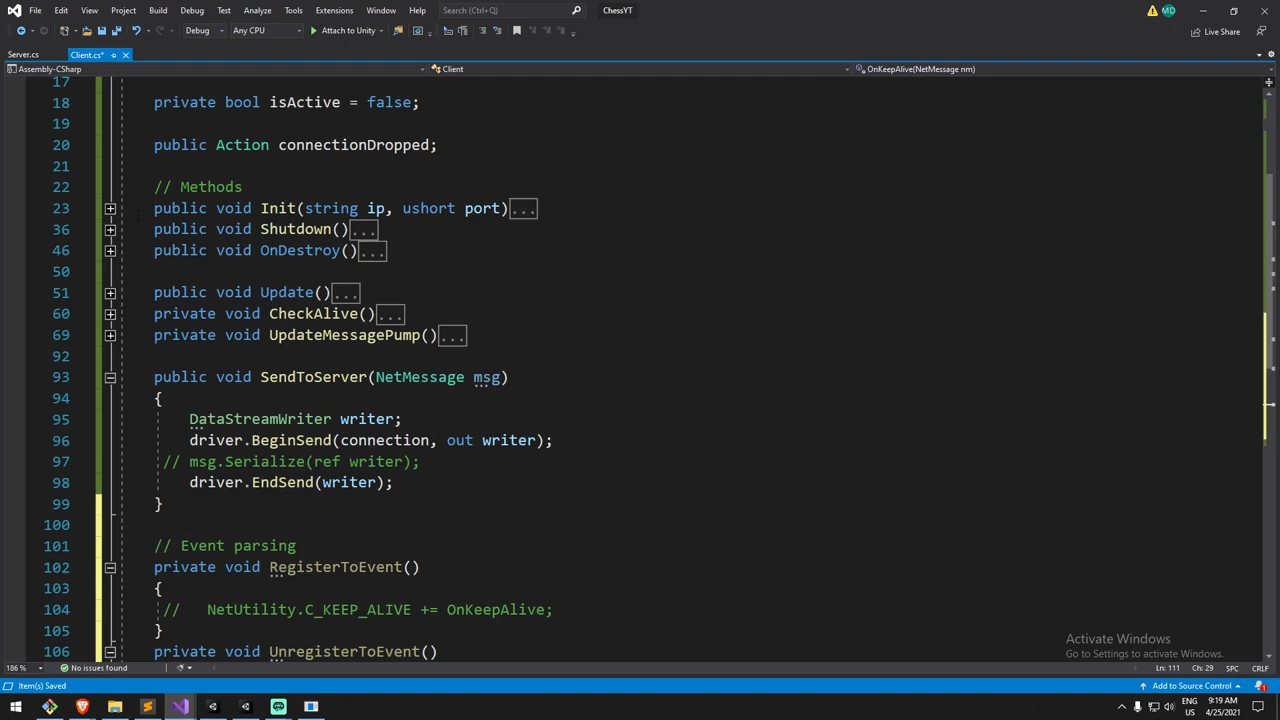 File Edit View Project Build Debug Test Analyze Tools Extensions Window Help Search (Ctrl+Q) ChessYT MD
Debug Any CPU Attach to Unity Live Share
Server.cs Client.cs*
Assembly-CSharp Client OnKeepAlive(NetMessage nm)
17
18 private bool isActive = false;
19
20 public Action connectionDropped;
21
22 // Methods
23 public void Init(string ip, ushort port)...
36 public void Shutdown()...
46 public void OnDestroy()...
50
51 public void Update()...
60 private void CheckAlive()...
69 private void UpdateMessagePump()...
92
93 public void SendToServer(NetMessage msg)
94 {
95 DataStreamWriter writer;
96 driver.BeginSend(connection, out writer);
97 // msg.Serialize(ref writer);
98 driver.EndSend(writer);
99 }
100
101 // Event parsing
102 private void RegisterToEvent()
103 {
104 // NetUtility.C_KEEP_ALIVE += OnKeepAlive;
105 }
106 private void UnregisterToEvent()
Activate Windows
Go to Settings to activate Windows.
186 % No issues found Ln: 111 Ch: 29 SPC CRLF
Item(s) Saved Add to Source Control 1
ENG 9:19 AM
US 4/25/2021